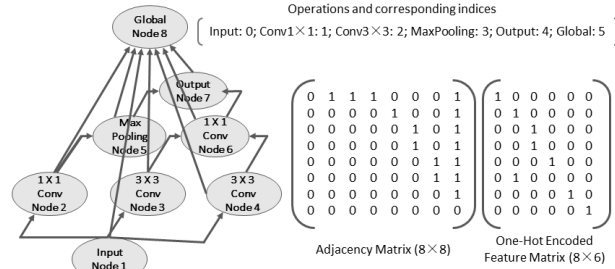 Operations and corresponding indices
Input: 0; Conv1×1: 1; Conv3×3: 2; MaxPooling: 3; Output: 4; Global: 5
Global
Node 8
Output
Node 7
Max
Pooling
Node 5
1 X 1
Conv
Node 6
1 X 1
Conv
Node 2
3 X 3
Conv
Node 3
3 X 3
Conv
Node 4
Input
Node 1
0 1 1 1 0 0 0 1
0 0 0 0 1 0 0 1
0 0 0 0 0 1 0 1
0 0 0 0 0 1 0 1
0 0 0 0 0 0 1 1
0 0 0 0 0 0 1 1
0 0 0 0 0 0 0 1
0 0 0 0 0 0 0 0
Adjacency Matrix (8×8)
1 0 0 0 0 0
0 1 0 0 0 0
0 0 1 0 0 0
0 0 1 0 0 0
0 0 0 1 0 0
0 1 0 0 0 0
0 0 0 0 1 0
0 0 0 0 0 1
One-Hot Encoded
Feature Matrix (8×6)